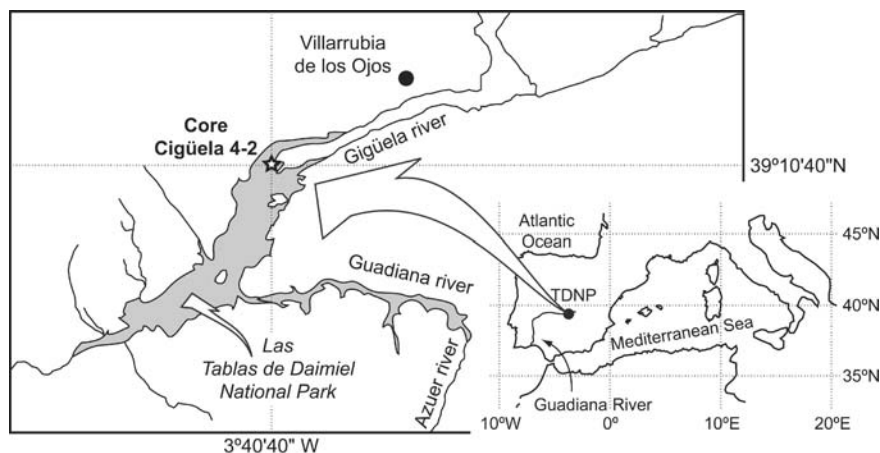 Villarrubia
de los Ojos
Core
Cigüela 4-2
Gigüela river
39º10'40"N
Guadiana river
Las
Tablas de Daimiel
National Park
Azuer river
3º40'40" W
Atlantic
Ocean
TDNP
Mediterranean Sea
Guadiana River
45ºN
40ºN
35ºN
10ºW
0º
10ºE
20ºE